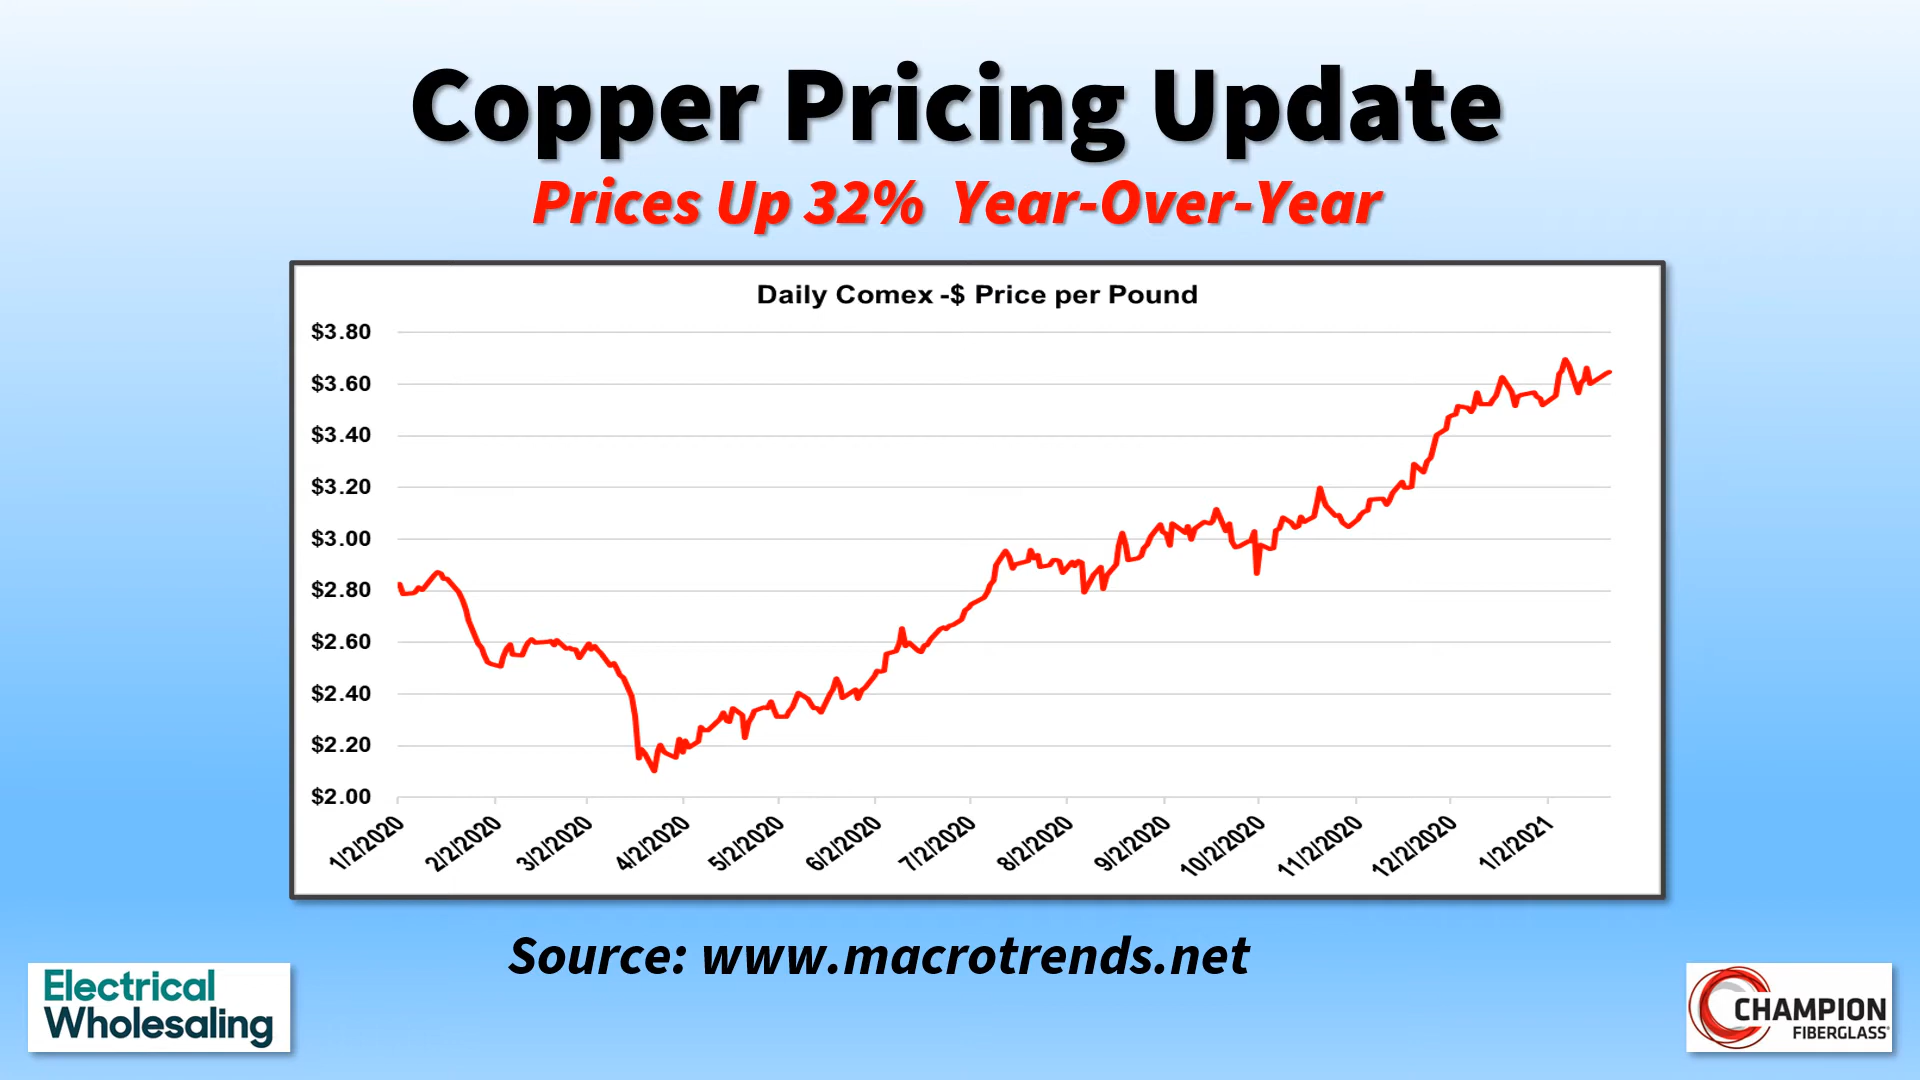 Copper Pricing Update
Prices Up 32% Year-Over-Year
Daily Comex -$ Price per Pound
$3.80
$3.60
$3.40
$3.20
$3.00
$2.80
$2.60
$2.40
$2.20
$2.00
1/2/2020
2/2/2020
3/2/2020
4/2/2020
5/2/2020
6/2/2020
7/2/2020
8/2/2020
9/2/2020
10/2/2020
11/2/2020
12/2/2020
1/2/2021
Source: www.macrotrends.net
Electrical
Wholesaling
CHAMPION
FIBERGLASS®